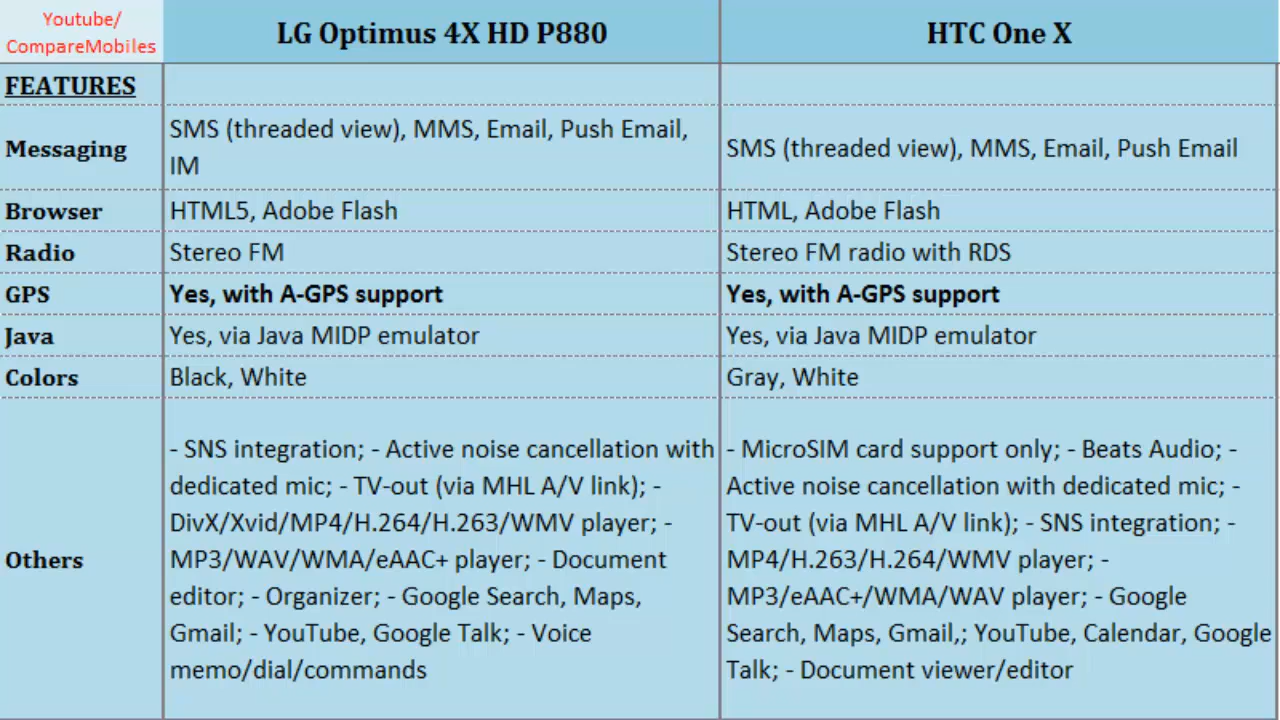 Youtube/
CompareMobiles
LG Optimus 4X HD P880
HTC One X
FEATURES
Messaging
SMS (threaded view), MMS, Email, Push Email,
IM
SMS (threaded view), MMS, Email, Push Email
Browser
HTML5, Adobe Flash
HTML, Adobe Flash
Radio
Stereo FM
Stereo FM radio with RDS
GPS
Yes, with A-GPS support
Yes, with A-GPS support
Java
Yes, via Java MIDP emulator
Yes, via Java MIDP emulator
Colors
Black, White
Gray, White
Others
- SNS integration; - Active noise cancellation with
dedicated mic; - TV-out (via MHL A/V link); -
DivX/Xvid/MP4/H.264/H.263/WMV player; -
MP3/WAV/WMA/eAAC+ player; - Document
editor; - Organizer; - Google Search, Maps,
Gmail; - YouTube, Google Talk; - Voice
memo/dial/commands
- MicroSIM card support only; - Beats Audio; -
Active noise cancellation with dedicated mic; -
TV-out (via MHL A/V link); - SNS integration; -
MP4/H.263/H.264/WMV player; -
MP3/eAAC+/WMA/WAV player; - Google
Search, Maps, Gmail,; YouTube, Calendar, Google
Talk; - Document viewer/editor